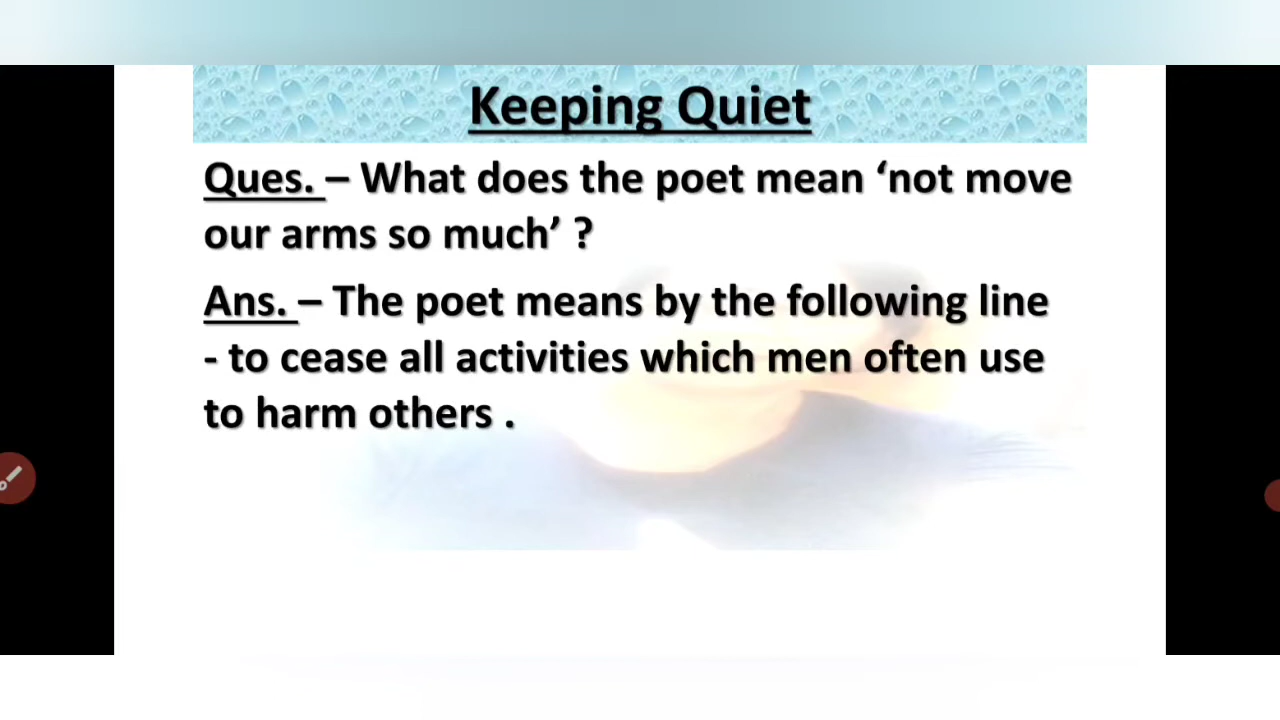 Keeping Quiet
Ques. – What does the poet mean ‘not move
our arms so much’ ?
Ans. – The poet means by the following line
- to cease all activities which men often use
to harm others .